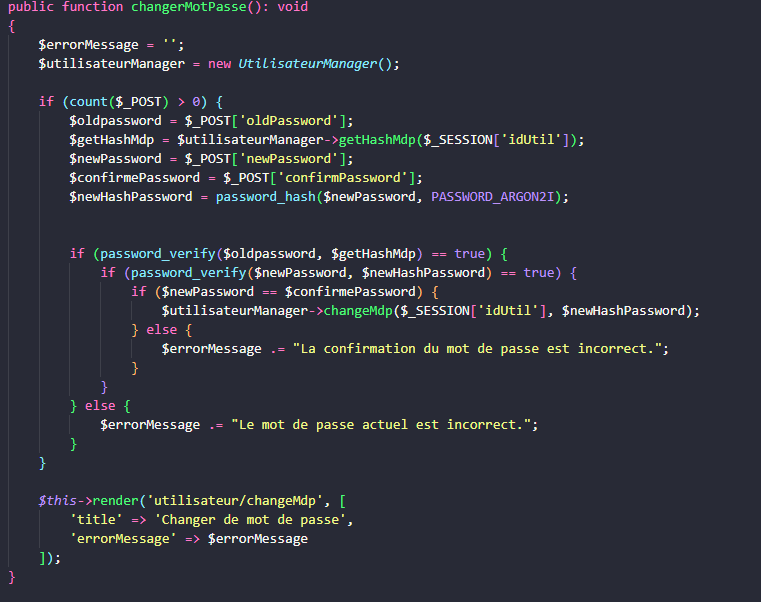 public function changerMotPasse(): void
{
$errorMessage = '';
$utilisateurManager = new UtilisateurManager();
if (count($_POST) > 0) {
$oldpassword = $_POST['oldPassword'];
$getHashMdp = $utilisateurManager->getHashMdp($_SESSION['idUtil']);
$newPassword = $_POST['newPassword'];
$confirmePassword = $_POST['confirmPassword'];
$newHashPassword = password_hash($newPassword, PASSWORD_ARGON2I);
if (password_verify($oldpassword, $getHashMdp) == true) {
if (password_verify($newPassword, $newHashPassword) == true) {
if ($newPassword == $confirmePassword) {
$utilisateurManager->changeMdp($_SESSION['idUtil'], $newHashPassword);
} else {
$errorMessage .= "La confirmation du mot de passe est incorrect.";
}
}
} else {
$errorMessage .= "Le mot de passe actuel est incorrect.";
}
}
$this->render('utilisateur/changeMdp', [
'title' => 'Changer de mot de passe',
'errorMessage' => $errorMessage
]);
}